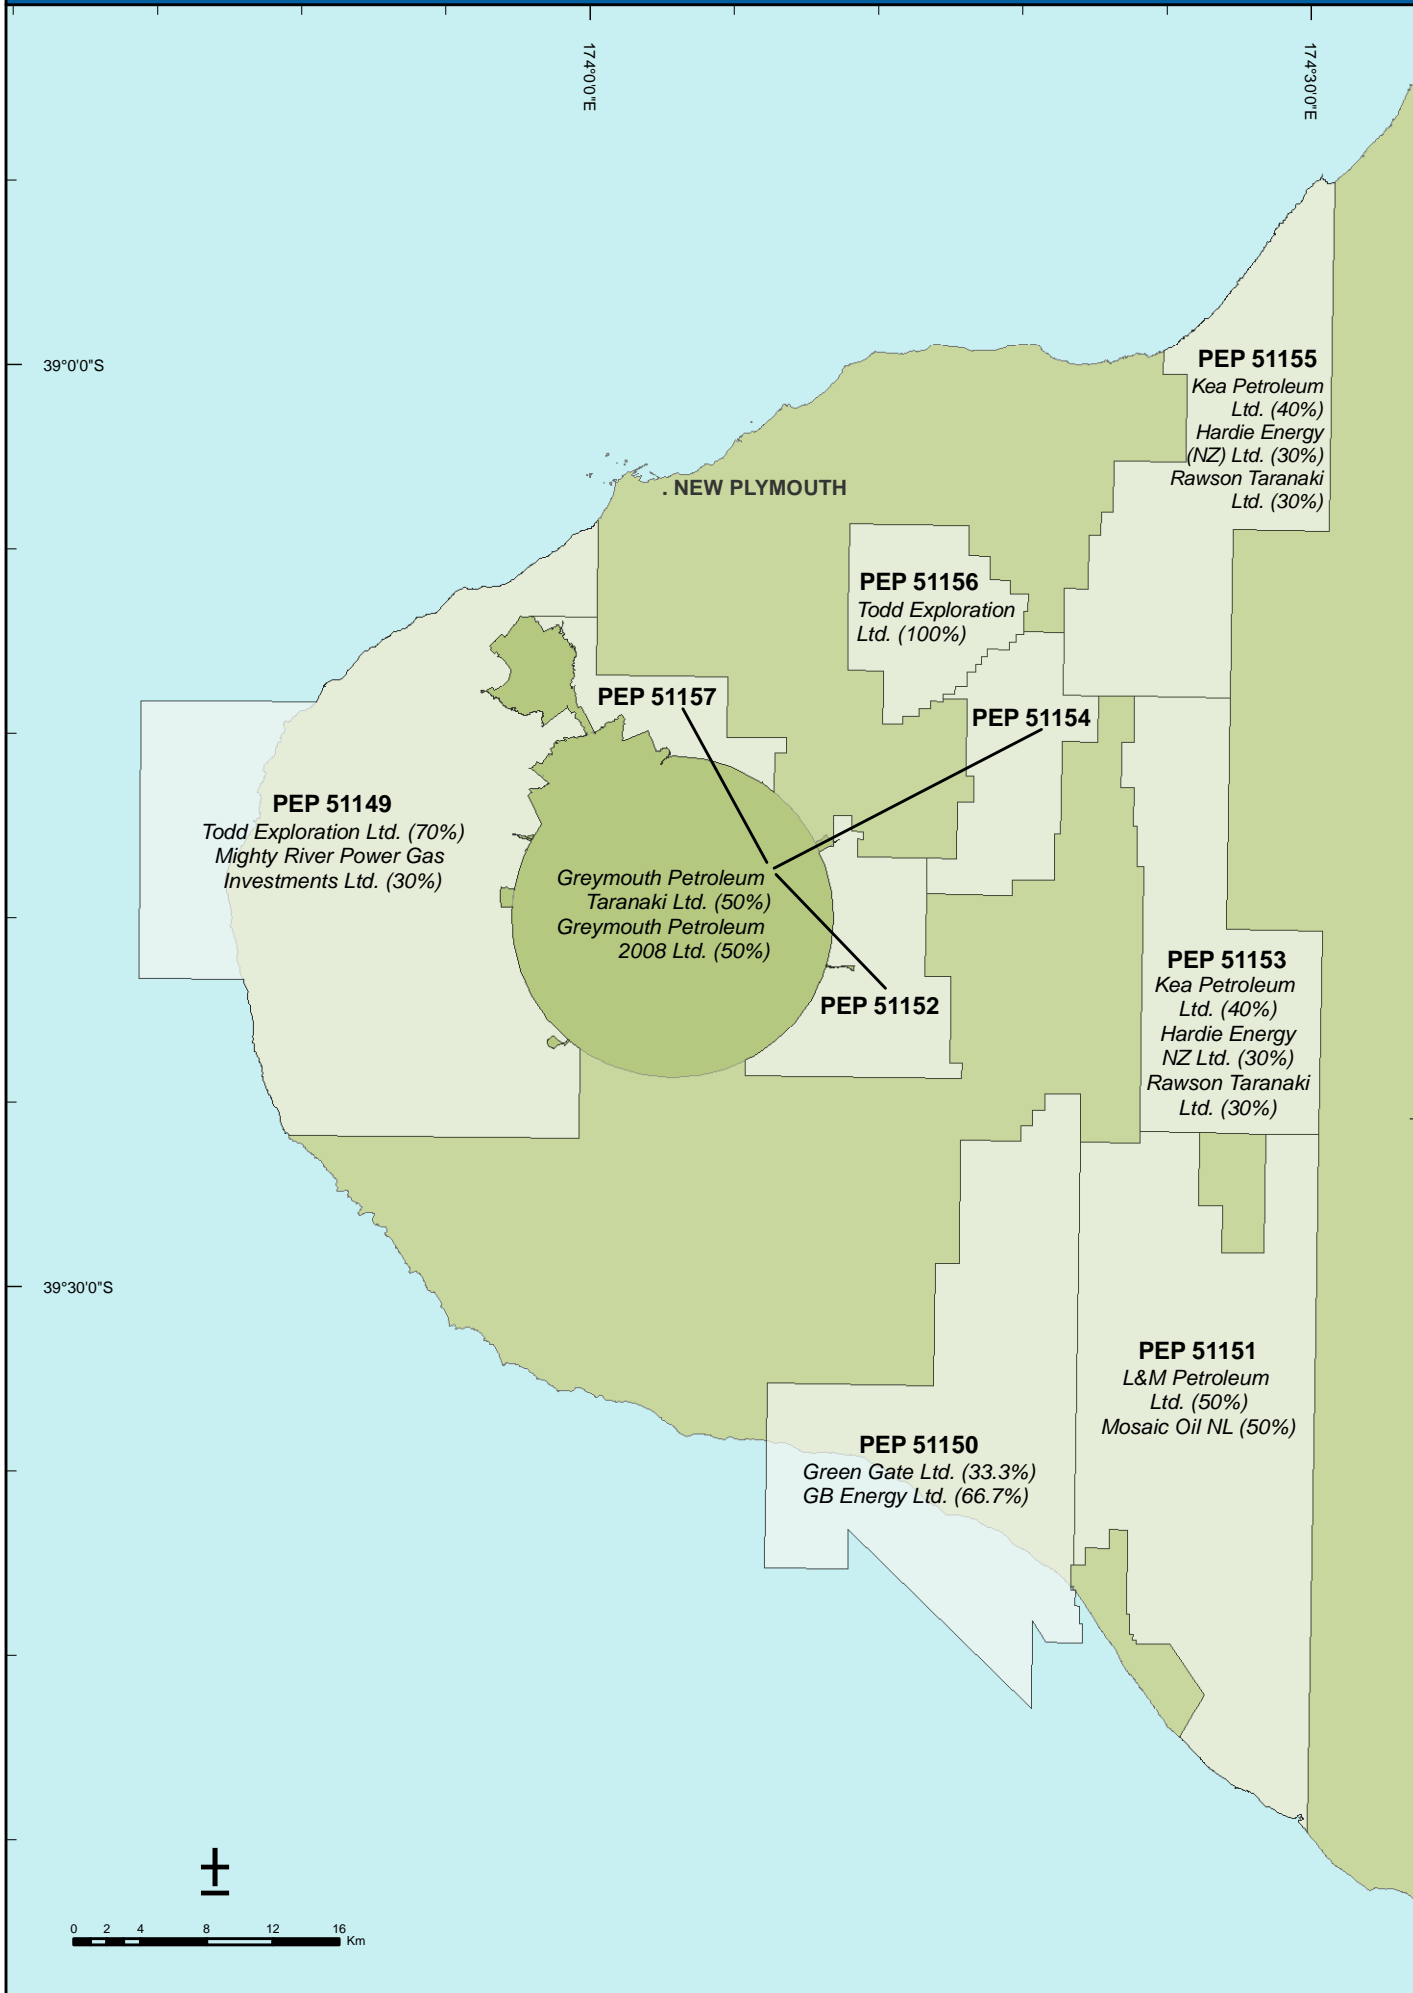 174°0'0"E
174°30'0"E
39°0'0"S
PEP 51155
Kea Petroleum
Ltd. (40%)
Hardie Energy
(NZ) Ltd. (30%)
Rawson Taranaki
Ltd. (30%)
. NEW PLYMOUTH
PEP 51156
Todd Exploration
Ltd. (100%)
PEP 51157
PEP 51154
PEP 51149
Todd Exploration Ltd. (70%)
Mighty River Power Gas
Investments Ltd. (30%)
Greymouth Petroleum
Taranaki Ltd. (50%)
Greymouth Petroleum
2008 Ltd. (50%)
PEP 51152
PEP 51153
Kea Petroleum
Ltd. (40%)
Hardie Energy
NZ Ltd. (30%)
Rawson Taranaki
Ltd. (30%)
39°30'0"S
PEP 51151
L&M Petroleum
Ltd. (50%)
Mosaic Oil NL (50%)
PEP 51150
Green Gate Ltd. (33.3%)
GB Energy Ltd. (66.7%)
0 2 4 8 12 16
Km